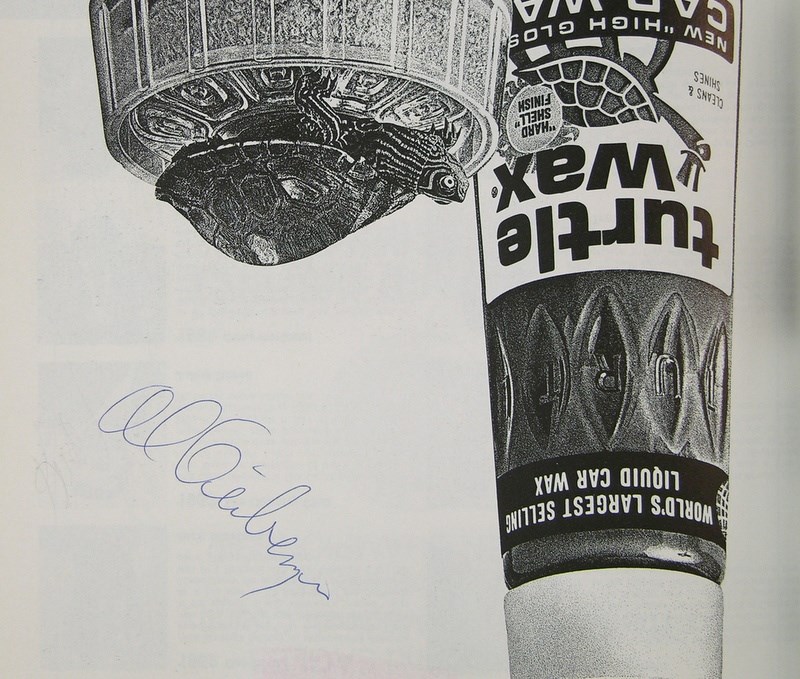 WORLD'S LARGEST SELLING
LIQUID CAR WAX
U R T
turtle
wax®
"HARD
SHELL"
FINISH
CLEANS &
SHINES
NEW "HIGH GLOS
CAR WA